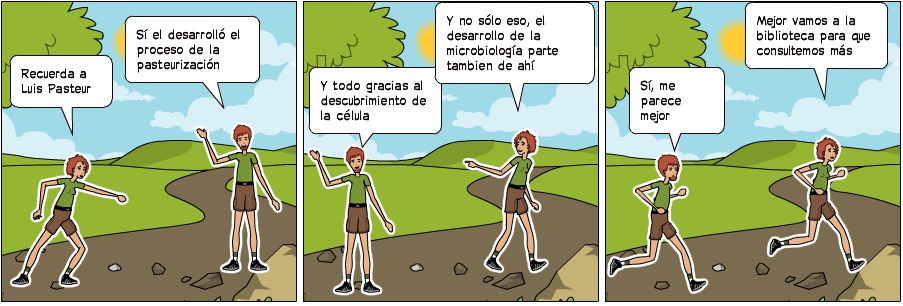 Recuerda a
Luis Pasteur
Sí el desarrolló el
proceso de la
pasteurización
Y todo gracias al
descubrimiento de
la célula
Y no sólo eso, el
desarrollo de la
microbiología parte
tambien de ahí
Sí, me
parece
mejor
Mejor vamos a la
biblioteca para que
consultemos más